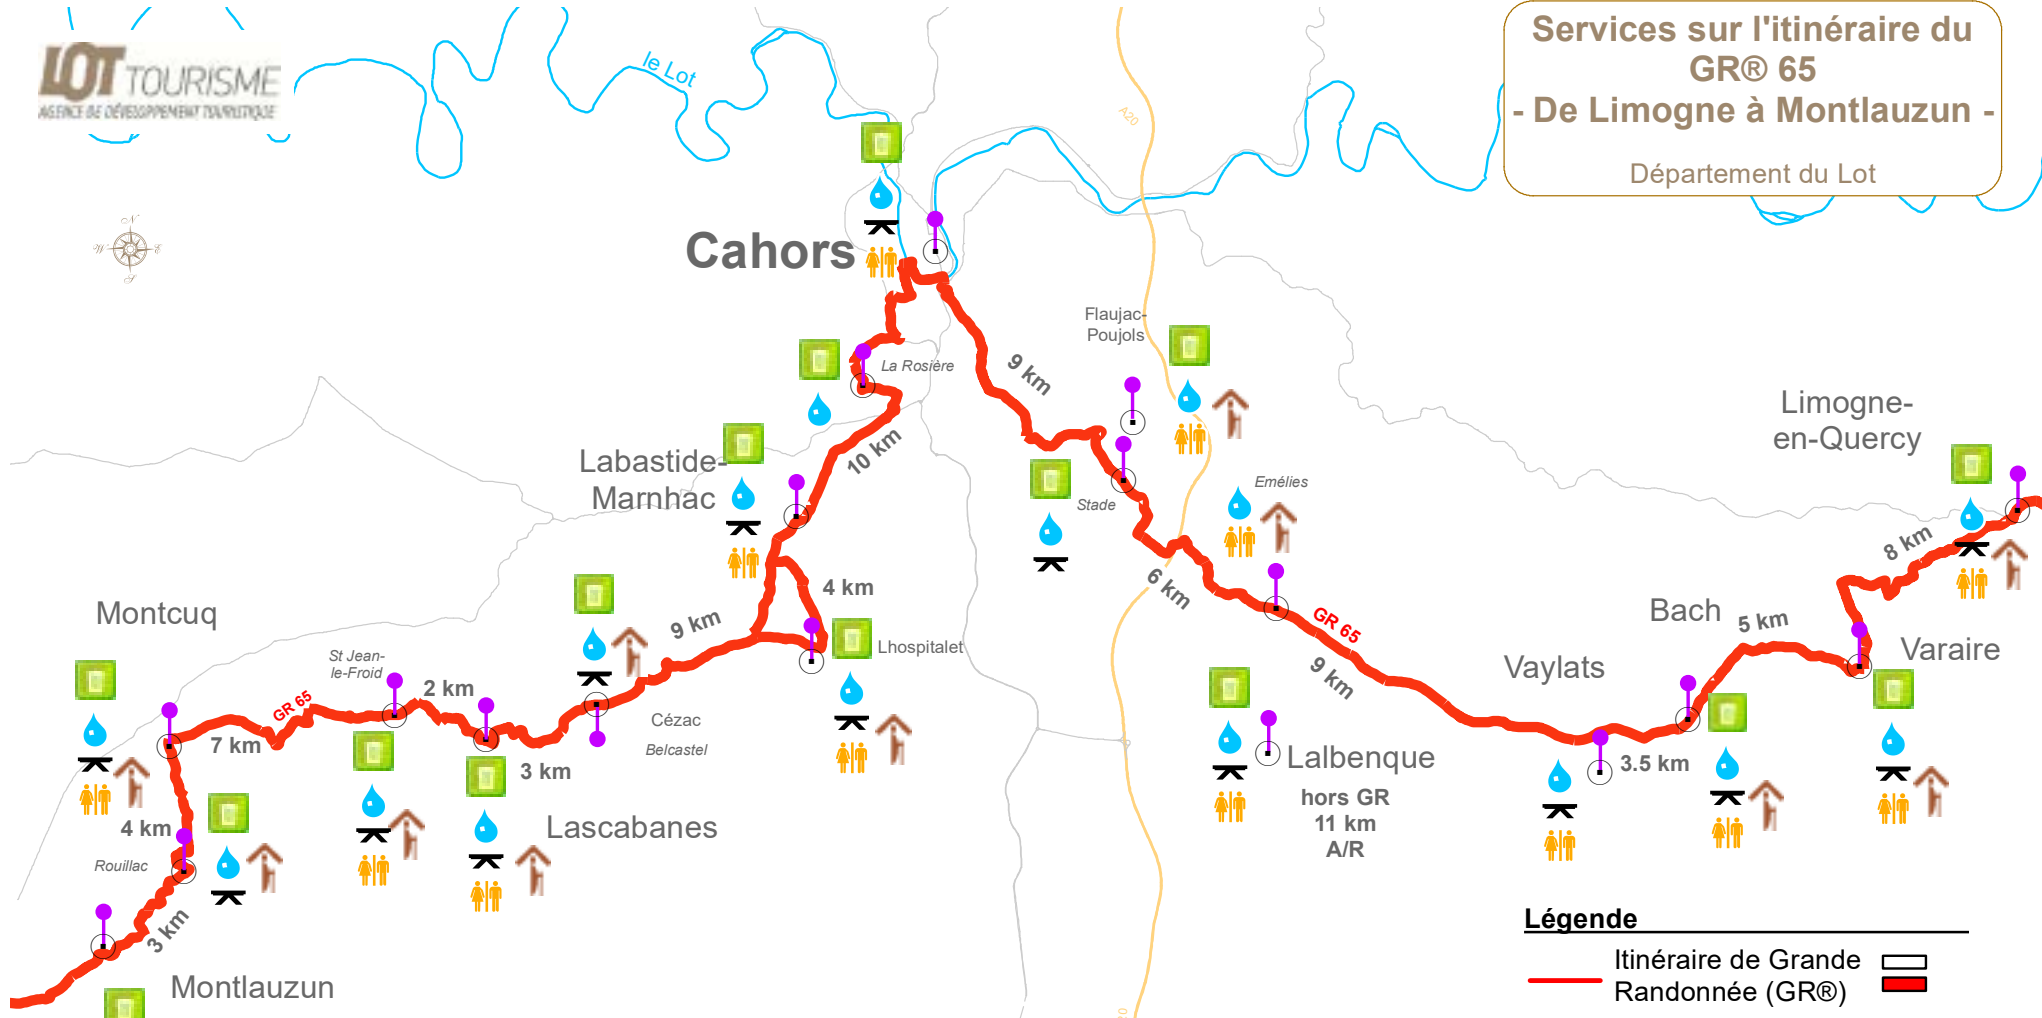 LOT TOURISME
AGENCE DE DÉVELOPPEMENT TOURISTIQUE
Services sur l'itinéraire du
GR® 65
- De Limogne à Montlauzun -
Département du Lot
le Lot
A20
N
W
E
S
Cahors
Flaujac-
Poujols
La Rosière
9 km
Limogne-
en-Quercy
10 km
Labastide-
Marnhac
Emélies
Stade
8 km
6 km
4 km
Montcuq
Bach
9 km
GR 65
5 km
Lhospitalet
Varaire
St Jean-
le-Froid
Vaylats
9 km
2 km
GR 65
Cézac
Belcastel
7 km
3 km
Lalbenque
3.5 km
hors GR
11 km
A/R
4 km
Lascabanes
Rouillac
3 km
Montlauzun
Légende
Itinéraire de Grande
Randonnée (GR®)